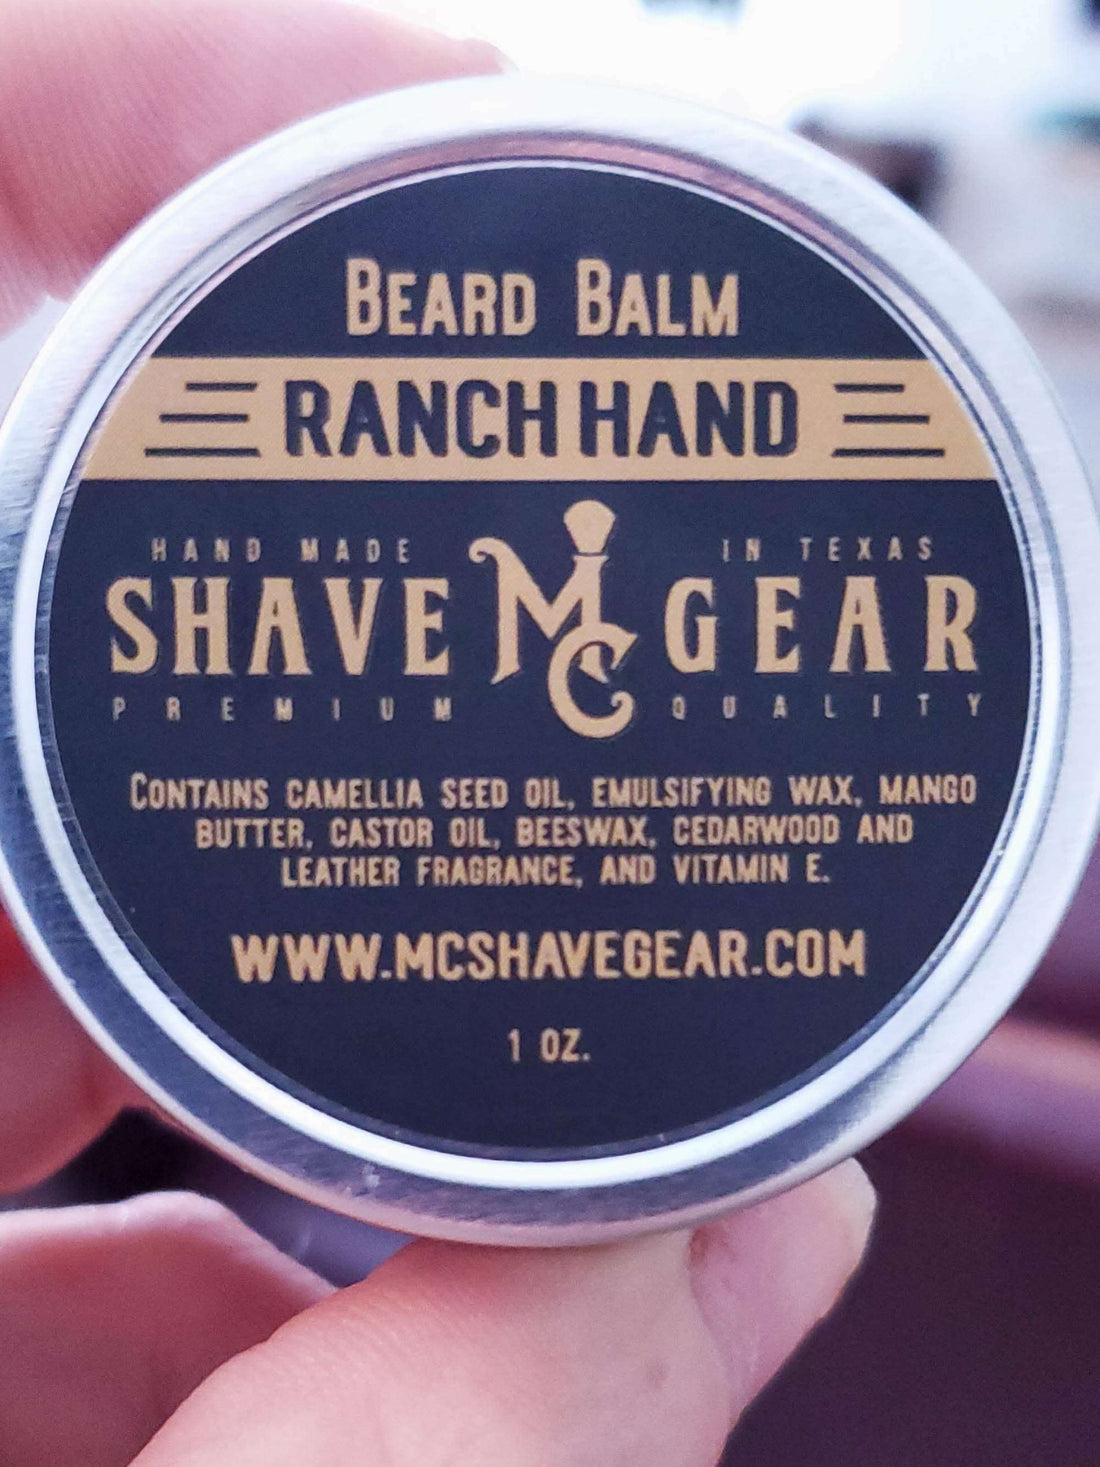 BEARD BALM
RANCH HAND
HAND MADE IN TEXAS
SHAVE MC GEAR
PREMIUM QUALITY
CONTAINS CAMELLIA SEED OIL, EMULSIFYING WAX, MANGO
BUTTER, CASTOR OIL, BEESWAX, CEDARWOOD AND
LEATHER FRAGRANCE, AND VITAMIN E.
WWW.MCSHAVEGEAR.COM
1 OZ.